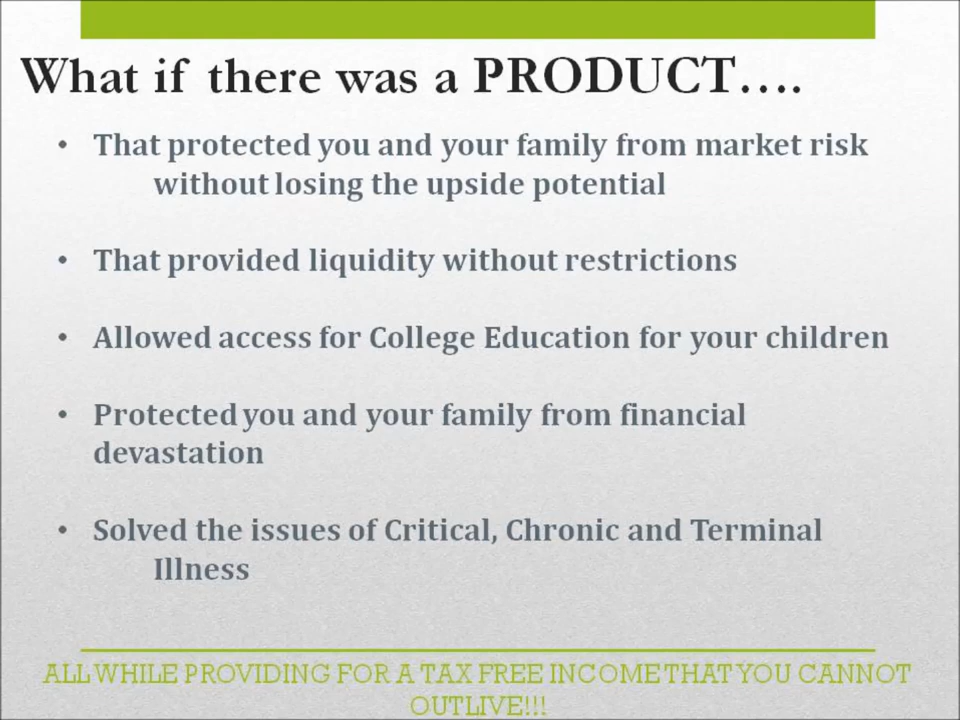 What if there was a PRODUCT….
• That protected you and your family from market risk
without losing the upside potential
• That provided liquidity without restrictions
• Allowed access for College Education for your children
• Protected you and your family from financial
devastation
• Solved the issues of Critical, Chronic and Terminal
Illness
ALL WHILE PROVIDING FOR A TAX FREE INCOME THAT YOU CANNOT
OUTLIVE!!!